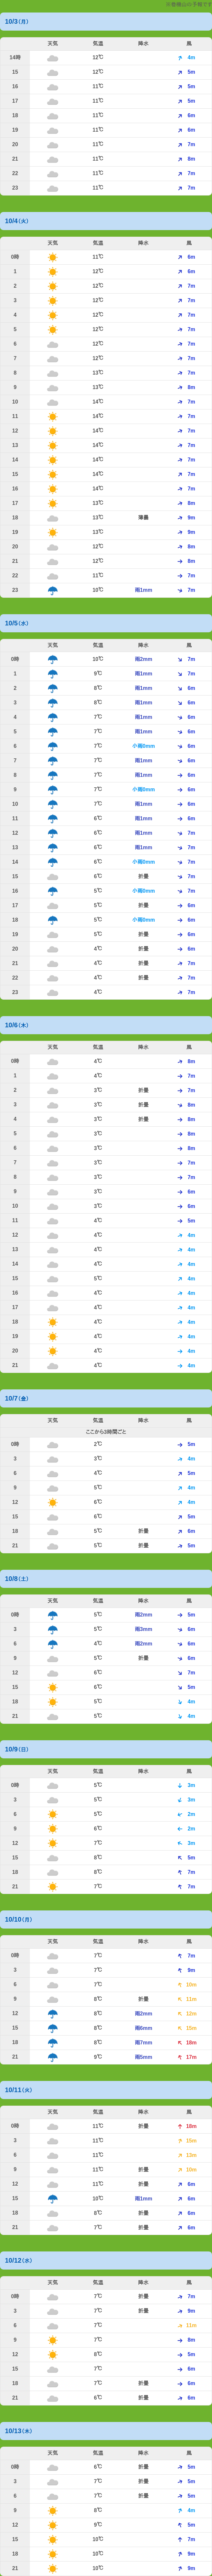 10/3(月)
天気 気温 降水 風
14時 12℃ 4m
15 12℃ 5m
16 11℃ 5m
17 11℃ 5m
18 11℃ 6m
19 11℃ 6m
20 11℃ 7m
21 11℃ 8m
22 11℃ 7m
23 11℃ 7m
10/4(火)
天気 気温 降水 風
0時 11℃ 6m
1 12℃ 6m
2 12℃ 7m
3 12℃ 7m
4 12℃ 7m
5 12℃ 7m
6 12℃ 7m
7 12℃ 7m
8 13℃ 7m
9 13℃ 8m
10 14℃ 7m
11 14℃ 7m
12 14℃ 7m
13 14℃ 7m
14 14℃ 7m
15 14℃ 7m
16 14℃ 7m
17 13℃ 8m
18 13℃ 薄曇 9m
19 13℃ 9m
20 12℃ 8m
21 12℃ 8m
22 11℃ 7m
23 10℃ 雨1mm 7m
10/5(水)
天気 気温 降水 風
0時 10℃ 雨2mm 7m
1 9℃ 雨1mm 7m
2 8℃ 雨1mm 6m
3 8℃ 雨1mm 6m
4 7℃ 雨1mm 6m
5 7℃ 雨1mm 6m
6 7℃ 小雨0mm 6m
7 7℃ 雨1mm 6m
8 7℃ 雨1mm 6m
9 7℃ 小雨0mm 6m
10 7℃ 雨1mm 6m
11 6℃ 雨1mm 6m
12 6℃ 雨1mm 7m
13 6℃ 雨1mm 7m
14 6℃ 小雨0mm 7m
15 6℃ 折曇 7m
16 5℃ 小雨0mm 7m
17 5℃ 折曇 6m
18 5℃ 小雨0mm 6m
19 5℃ 折曇 6m
20 4℃ 折曇 6m
21 4℃ 折曇 7m
22 4℃ 折曇 7m
23 4℃ 7m
10/6(木)
天気 気温 降水 風
0時 4℃ 8m
1 4℃ 7m
2 3℃ 折曇 7m
3 3℃ 折曇 8m
4 3℃ 折曇 8m
5 3℃ 8m
6 3℃ 8m
7 3℃ 7m
8 3℃ 7m
9 3℃ 6m
10 3℃ 6m
11 4℃ 5m
12 4℃ 4m
13 4℃ 4m
14 4℃ 4m
15 5℃ 4m
16 4℃ 4m
17 4℃ 4m
18 4℃ 4m
19 4℃ 4m
20 4℃ 4m
21 4℃ 4m
10/7(金)
天気 気温 降水 風
ここから3時間ごと
0時 2℃ 5m
3 3℃ 4m
6 4℃ 5m
9 5℃ 4m
12 6℃ 4m
15 6℃ 5m
18 5℃ 折曇 6m
21 5℃ 折曇 5m
10/8(土)
天気 気温 降水 風
0時 5℃ 雨2mm 5m
3 5℃ 雨3mm 6m
6 4℃ 雨2mm 6m
9 5℃ 折曇 6m
12 6℃ 7m
15 6℃ 5m
18 5℃ 4m
21 5℃ 4m
10/9(日)
天気 気温 降水 風
0時 5℃ 3m
3 5℃ 3m
6 5℃ 2m
9 6℃ 2m
12 7℃ 3m
15 8℃ 5m
18 8℃ 7m
21 7℃ 7m
10/10(月)
天気 気温 降水 風
0時 7℃ 7m
3 7℃ 9m
6 7℃ 10m
9 8℃ 折曇 11m
12 8℃ 雨2mm 12m
15 8℃ 雨6mm 15m
18 8℃ 雨7mm 18m
21 9℃ 雨5mm 17m
10/11(火)
天気 気温 降水 風
0時 11℃ 折曇 18m
3 11℃ 15m
6 11℃ 13m
9 11℃ 折曇 10m
12 11℃ 折曇 6m
15 10℃ 雨1mm 6m
18 8℃ 折曇 6m
21 7℃ 折曇 6m
10/12(水)
天気 気温 降水 風
0時 7℃ 折曇 7m
3 7℃ 折曇 9m
6 7℃ 11m
9 7℃ 8m
12 8℃ 5m
15 7℃ 6m
18 7℃ 折曇 6m
21 6℃ 折曇 6m
10/13(木)
天気 気温 降水 風
0時 6℃ 折曇 5m
3 7℃ 折曇 5m
6 7℃ 折曇 5m
9 8℃ 4m
12 9℃ 5m
15 10℃ 7m
18 10℃ 9m
21 10℃ 9m